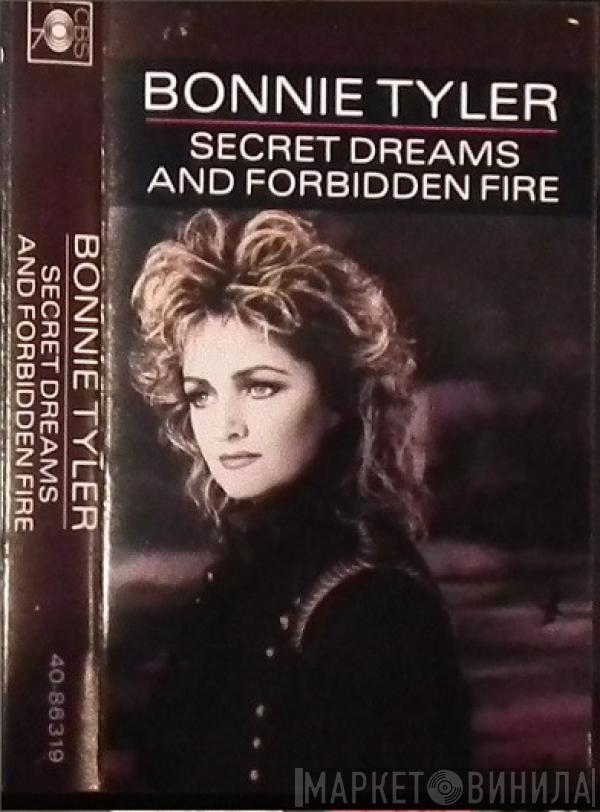 CBS
BONNIE TYLER
SECRET DREAMS
AND FORBIDDEN FIRE
BONNIE TYLER
SECRET DREAMS
AND FORBIDDEN FIRE
40-86319
МАРКЕТ ВИНИЛА